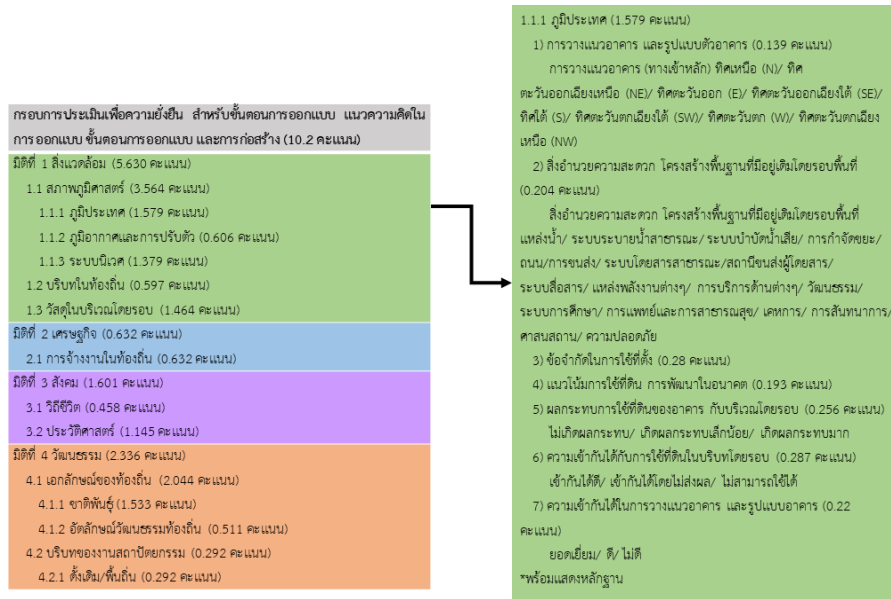 กรอบการประเมินเพื่อความยั่งยืน สำหรับขั้นตอนการออกแบบ แนวความคิดใน
การออกแบบ ขั้นตอนการออกแบบ และการก่อสร้าง (10.2 คะแนน)
มิติที่ 1 สิ่งแวดล้อม (5.630 คะแนน)
1.1 สภาพภูมิศาสตร์ (3.564 คะแนน)
1.1.1 ภูมิประเทศ (1.579 คะแนน)
1.1.2 ภูมิอากาศและการปรับตัว (0.606 คะแนน)
1.1.3 ระบบนิเวศ (1.379 คะแนน)
1.2 บริบทในท้องถิ่น (0.597 คะแนน)
1.3 วัสดุในบริเวณโดยรอบ (1.464 คะแนน)
มิติที่ 2 เศรษฐกิจ (0.632 คะแนน)
2.1 การจ้างงานในท้องถิ่น (0.632 คะแนน)
มิติที่ 3 สังคม (1.601 คะแนน)
3.1 วิถีชีวิต (0.458 คะแนน)
3.2 ประวัติศาสตร์ (1.145 คะแนน)
มิติที่ 4 วัฒนธรรม (2.336 คะแนน)
4.1 เอกลักษณ์ของท้องถิ่น (2.044 คะแนน)
4.1.1 ชาติพันธุ์ (1.533 คะแนน)
4.1.2 อัตลักษณ์วัฒนธรรมท้องถิ่น (0.511 คะแนน)
4.2 บริบทของงานสถาปัตยกรรม (0.292 คะแนน)
4.2.1 ดั้งเดิม/พื้นถิ่น (0.292 คะแนน)
1.1.1 ภูมิประเทศ (1.579 คะแนน)
1) การวางแนวอาคาร และรูปแบบตัวอาคาร (0.139 คะแนน)
การวางแนวอาคาร (ทางเข้าหลัก) ทิศเหนือ (N)/ ทิศ
ตะวันออกเฉียงเหนือ (NE)/ ทิศตะวันออก (E)/ ทิศตะวันออกเฉียงใต้ (SE)/
ทิศใต้ (S)/ ทิศตะวันตกเฉียงใต้ (SW)/ ทิศตะวันตก (W)/ ทิศตะวันตกเฉียง
เหนือ (NW)
2) สิ่งอำนวยความสะดวก โครงสร้างพื้นฐานที่มีอยู่เดิมโดยรอบพื้นที่
(0.204 คะแนน)
สิ่งอำนวยความสะดวก โครงสร้างพื้นฐานที่มีอยู่เดิมโดยรอบพื้นที่
แหล่งน้ำ/ ระบบระบายน้ำสาธารณะ/ ระบบบำบัดน้ำเสีย/ การกำจัดขยะ/
ถนน/การขนส่ง/ ระบบโดยสารสาธารณะ/สถานีขนส่งผู้โดยสาร/
ระบบสื่อสาร/ แหล่งพลังงานต่างๆ/ การบริการด้านต่างๆ/ วัฒนธรรม/
ระบบการศึกษา/ การแพทย์และการสาธารณสุข/ เคหการ/ การสันทนาการ/
ศาสนสถาน/ ความปลอดภัย
3) ข้อจำกัดในการใช้ที่ตั้ง (0.28 คะแนน)
4) แนวโน้มการใช้ที่ดิน การพัฒนาในอนาคต (0.193 คะแนน)
5) ผลกระทบการใช้ที่ดินของอาคาร กับบริเวณโดยรอบ (0.256 คะแนน)
ไม่เกิดผลกระทบ/ เกิดผลกระทบเล็กน้อย/ เกิดผลกระทบมาก
6) ความเข้ากันได้กับการใช้ที่ดินในบริบทโดยรอบ (0.287 คะแนน)
เข้ากันได้ดี/ เข้ากันได้โดยไม่ส่งผล/ ไม่สามารถใช้ได้
7) ความเข้ากันได้ในการวางแนวอาคาร และรูปแบบอาคาร (0.22
คะแนน)
ยอดเยี่ยม/ ดี/ ไม่ดี
*พร้อมแสดงหลักฐาน